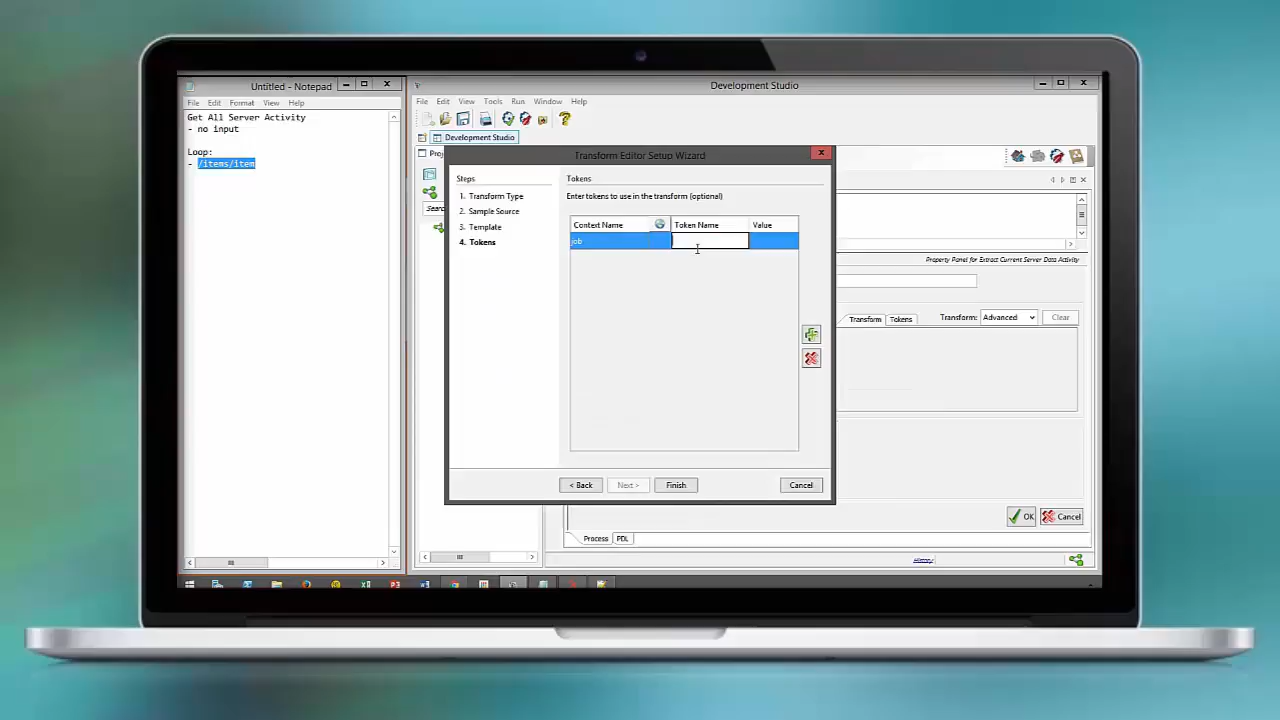 Untitled - Notepad
File Edit Format View Help
Get All Server Activity
- no input
Loop:
- /items/item
Development Studio
File Edit View Tools Run Window Help
Development Studio
Proj
Transform Editor Setup Wizard
Steps
1. Transform Type
2. Sample Source
3. Template
4. Tokens
Tokens
Enter tokens to use in the transform (optional)
Context Name Token Name Value
job
< Back Next > Finish Cancel
Property Panel for Extract Current Server Data Activity
Transform Tokens Transform: Advanced Clear
OK Cancel
Process PDL
History